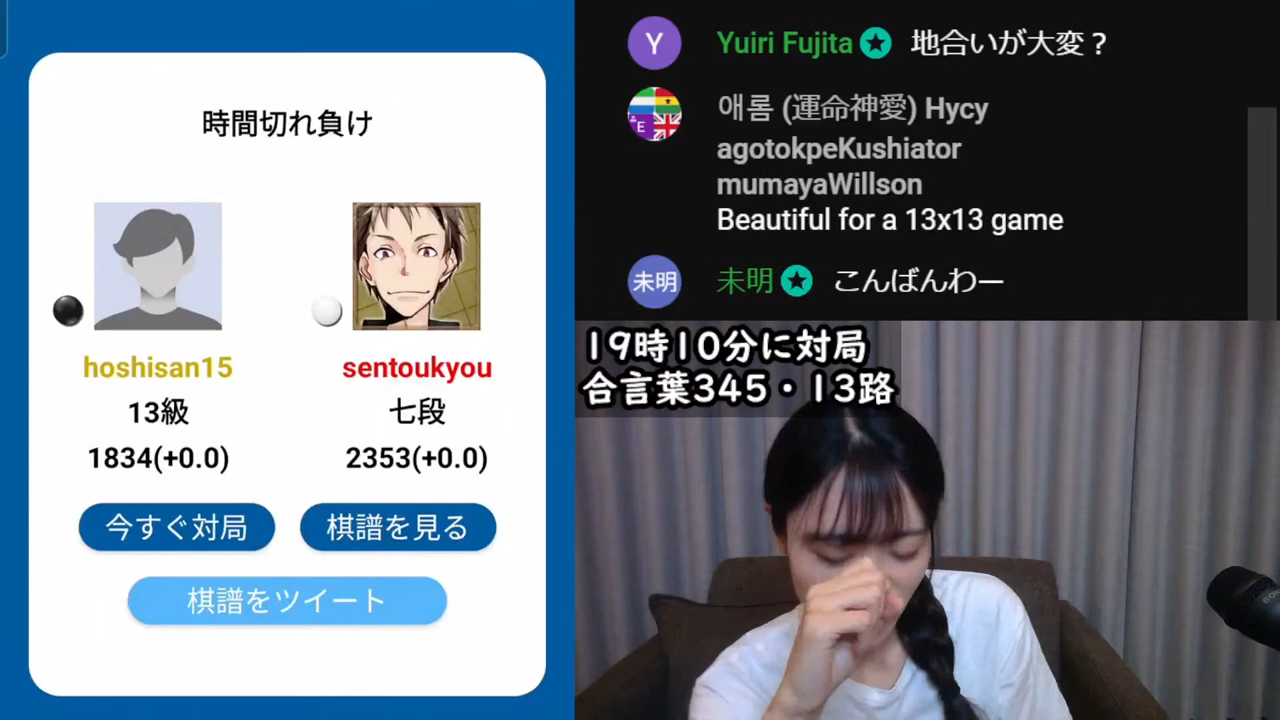 時間切れ負け
hoshisan15
13級
1834(+0.0)
sentoukyou
七段
2353(+0.0)
今すぐ対局
棋譜を見る
棋譜をツイート
Y
Yuiri Fujita
地合いが大変？
E
애롬 (運命神愛) Hycy
agotokpeKushiator
mumayaWillson
Beautiful for a 13x13 game
未明
未明
こんばんわー
19時10分に対局
合言葉345・13路